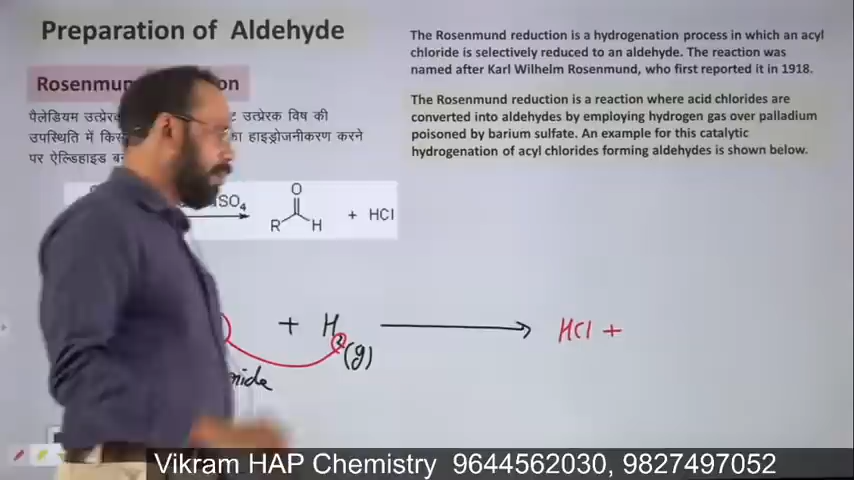 Preparation of Aldehyde
The Rosenmund reduction is a hydrogenation process in which an acyl
chloride is selectively reduced to an aldehyde. The reaction was
named after Karl Wilhelm Rosenmund, who first reported it in 1918.
The Rosenmund reduction is a reaction where acid chlorides are
converted into aldehydes by employing hydrogen gas over palladium
poisoned by barium sulfate. An example for this catalytic
hydrogenation of acyl chlorides forming aldehydes is shown below.
पैलेडियम उत्प्रेरक उत्प्रेरक विष की
उपस्थिति में का हाइड्रोजनीकरण करने
पर ऐल्डिहाइड
SO₄
O
R H + HCl
+ H₂ (g) HCl +
Vikram HAP Chemistry 9644562030, 9827497052